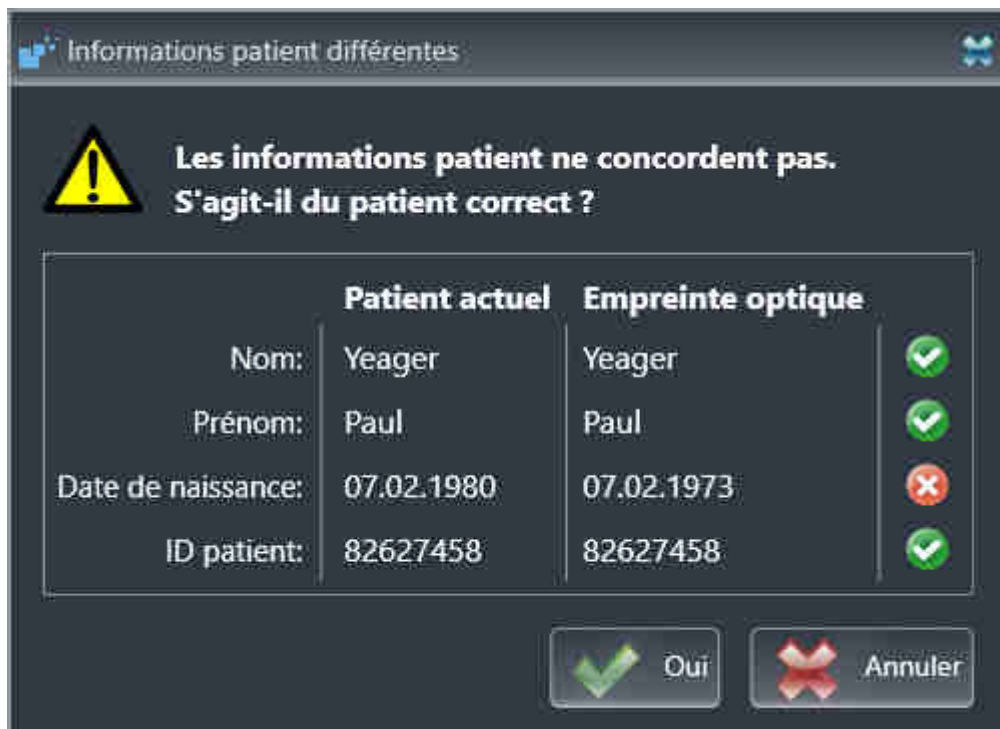 Informations patient différentes
Les informations patient ne concordent pas.
S'agit-il du patient correct ?
Patient actuel Empreinte optique
Nom: Yeager Yeager
Prénom: Paul Paul
Date de naissance: 07.02.1980 07.02.1973
ID patient: 82627458 82627458
Oui Annuler